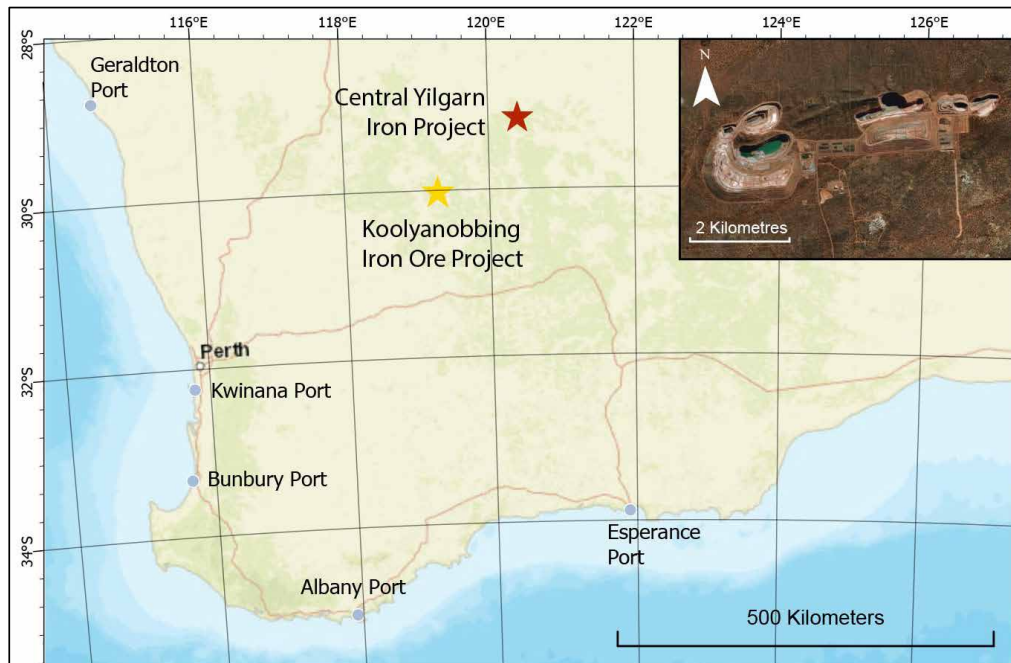 116°E
118°E
120°E
122°E
124°E
126°E
28°S
30°S
32°S
34°S
Geraldton
Port
Central Yilgarn
Iron Project
Koolyanobbing
Iron Ore Project
N
2 Kilometres
Perth
Kwinana Port
Bunbury Port
Esperance
Port
Albany Port
500 Kilometers